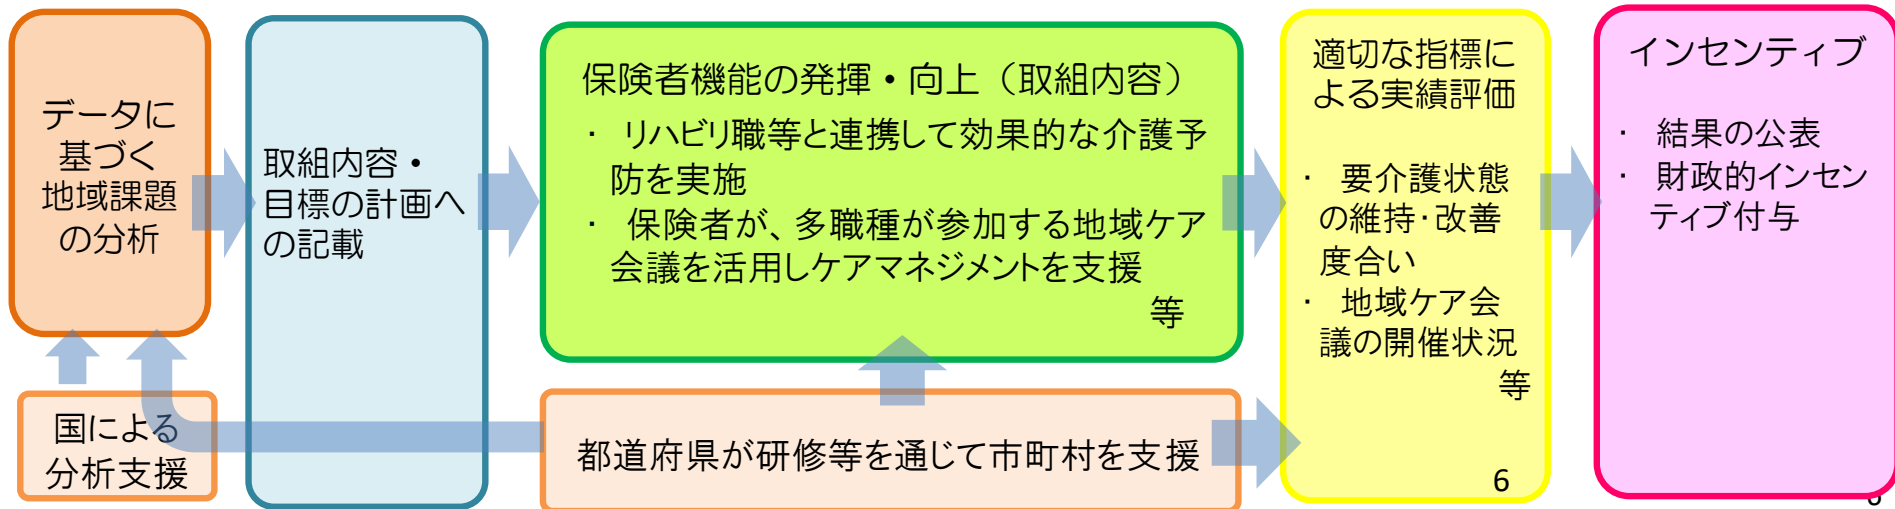 データに
基づく
地域課題
の分析
取組内容・
目標の計画へ
の記載
保険者機能の発揮・向上（取組内容）
・ リハビリ職等と連携して効果的な介護予
防を実施
・ 保険者が、多職種が参加する地域ケア
会議を活用しケアマネジメントを支援
等
適切な指標に
よる実績評価
・ 要介護状態
の維持・改善
度合い
・ 地域ケア会
議の開催状況
等
インセンティブ
・ 結果の公表
・ 財政的インセン
ティブ付与
国による
分析支援
都道府県が研修等を通じて市町村を支援
6